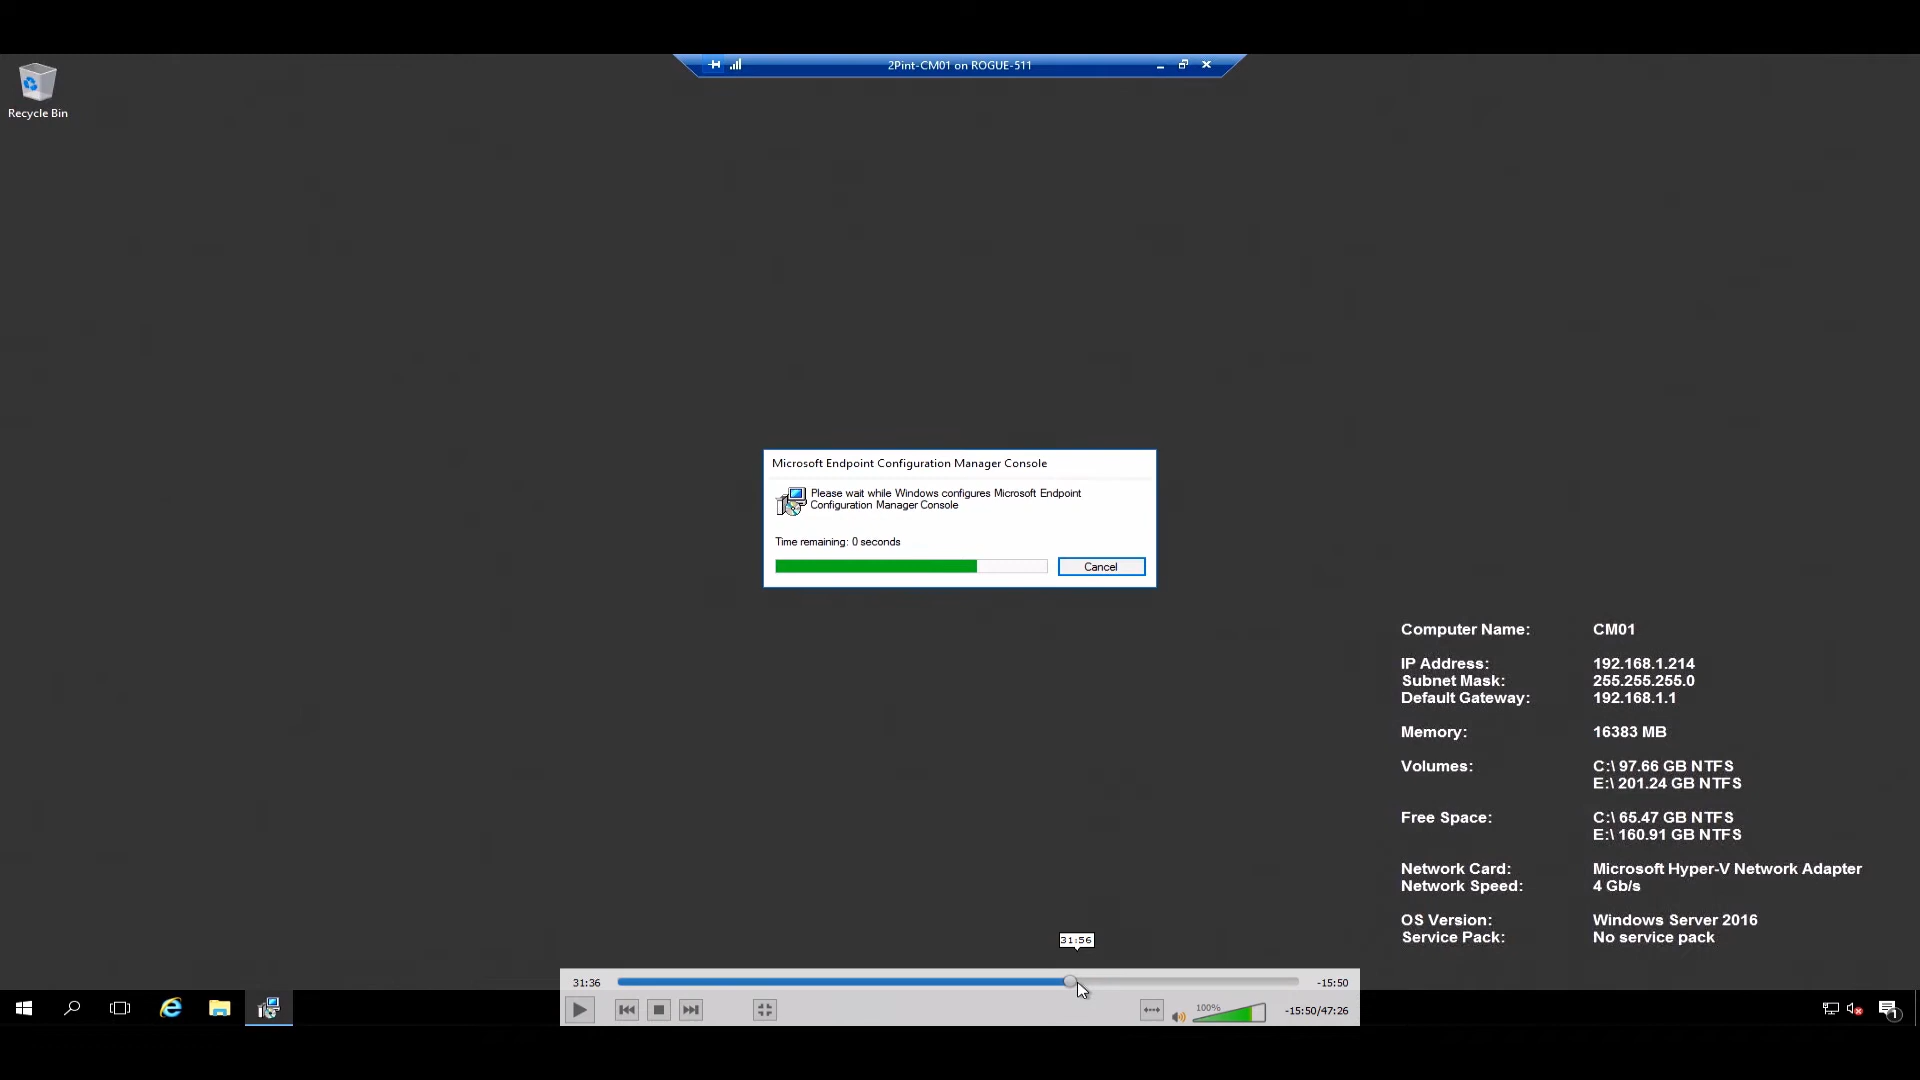 2Pint-CM01 on ROGUE-511
Recycle Bin
Microsoft Endpoint Configuration Manager Console
Please wait while Windows configures Microsoft Endpoint
Configuration Manager Console
Time remaining: 0 seconds
Cancel
Computer Name: CM01
IP Address: 192.168.1.214
Subnet Mask: 255.255.255.0
Default Gateway: 192.168.1.1
Memory: 16383 MB
Volumes: C:\ 97.66 GB NTFS
E:\ 201.24 GB NTFS
Free Space: C:\ 65.47 GB NTFS
E:\ 160.91 GB NTFS
Network Card: Microsoft Hyper-V Network Adapter
Network Speed: 4 Gb/s
OS Version: Windows Server 2016
Service Pack: No service pack
31:56
31:36
-15:50
100%
-15:50/47:26
1